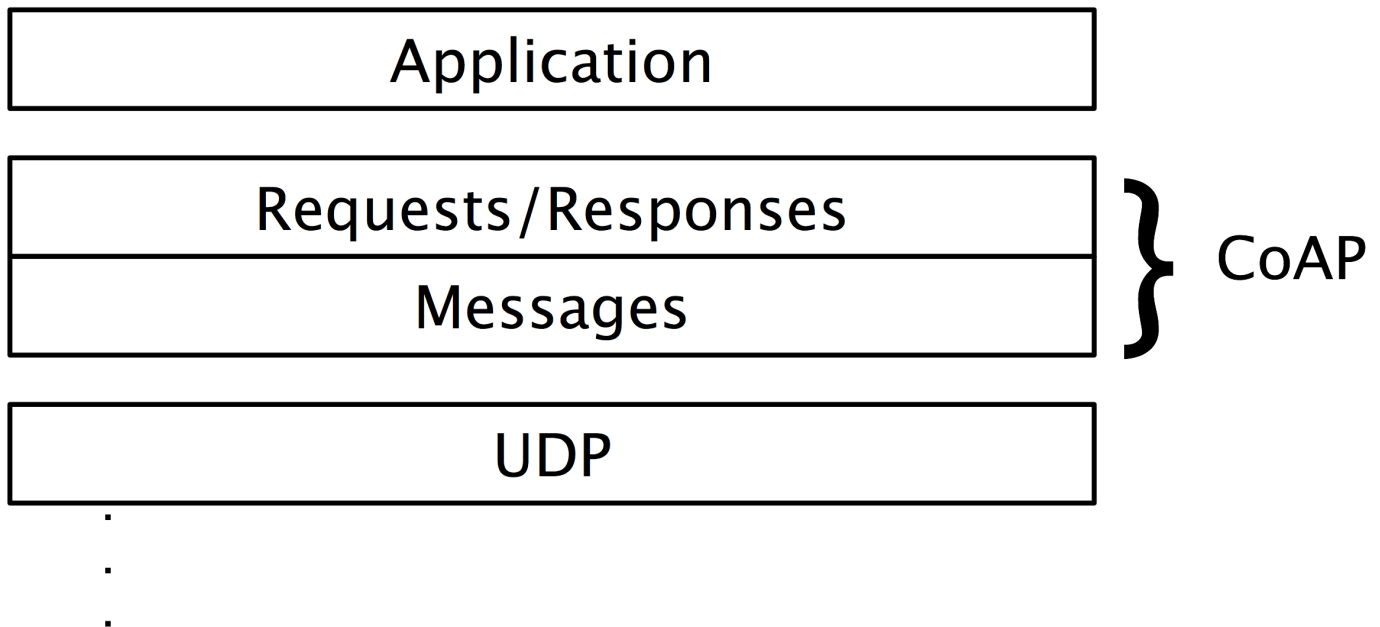 Application
Requests/Responses
CoAP
Messages
UDP